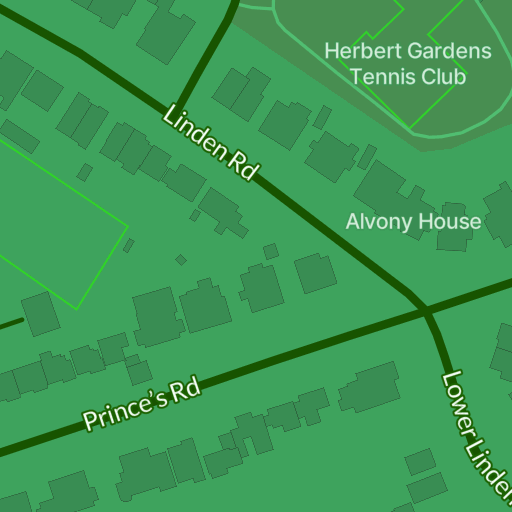 Herbert Gardens
Tennis Club
Linden Rd
Alvony House
Prince's Rd
Lower Linden